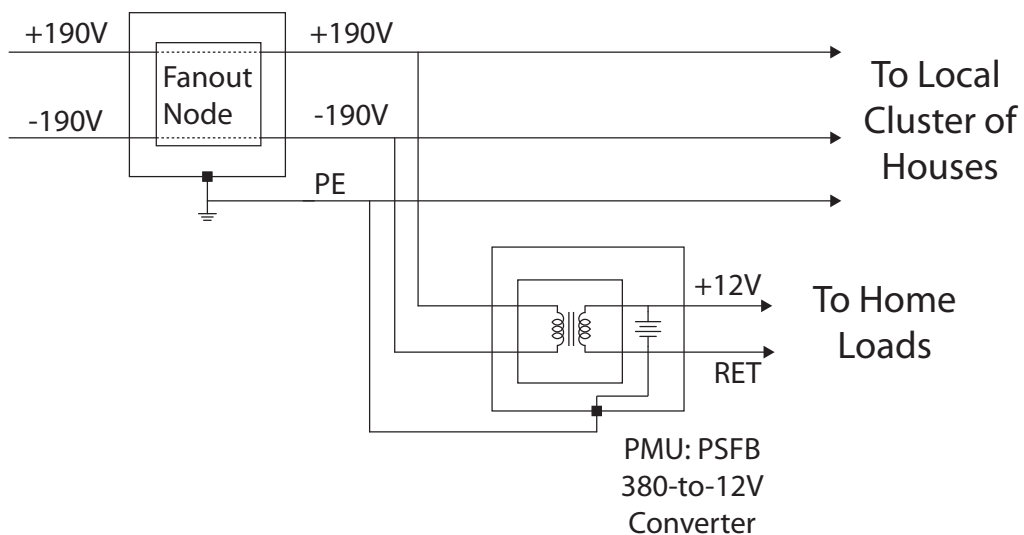 +190V
+190V
Fanout
Node
-190V
-190V
PE
To Local
Cluster of
Houses
+12V
RET
To Home
Loads
PMU: PSFB
380-to-12V
Converter